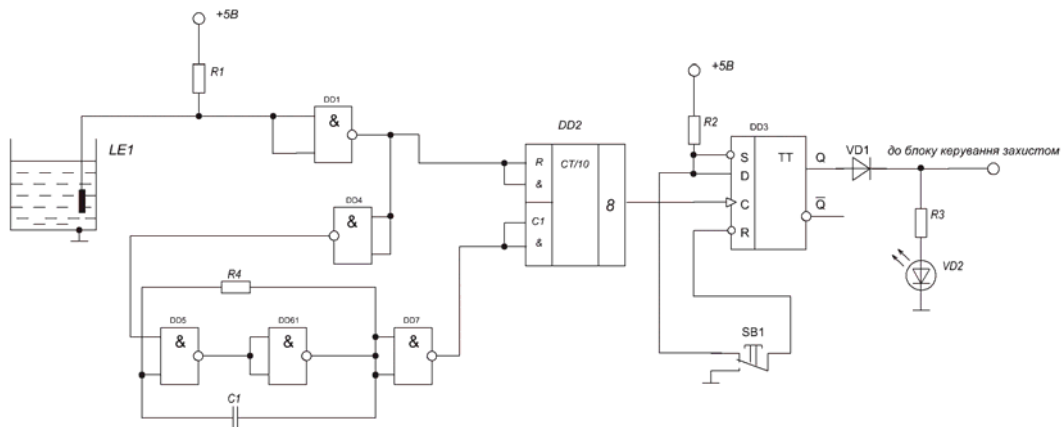 +5В
R1
LE1
DD1
&
DD4
&
R4
DD5
&
DD61
&
DD7
&
C1
DD2
R
CT/10
&
C1
&
8
+5В
R2
DD3
S
TT
D
C
R
Q
Q
VD1
до блоку керування захистом
R3
VD2
SB1